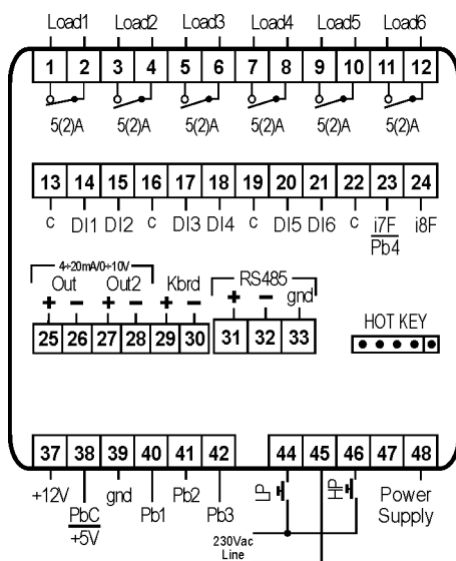 Load1 Load2 Load3 Load4 Load5 Load6
1 2 3 4 5 6 7 8 9 10 11 12
5(2)A 5(2)A 5(2)A 5(2)A 5(2)A 5(2)A
13 14 15 16 17 18 19 20 21 22 23 24
c DI1 DI2 c DI3 DI4 c DI5 DI6 c i7F i8F
Pb4
4÷20mA/0÷10V
Out Out2 Kbrd RS485
+ - + - + - + - gnd
25 26 27 28 29 30 31 32 33
HOT KEY
37 38 39 40 41 42 44 45 46 47 48
+12V PbC gnd Pb1 Pb2 Pb3 LP HP Power
+5V Supply
230Vac
Line